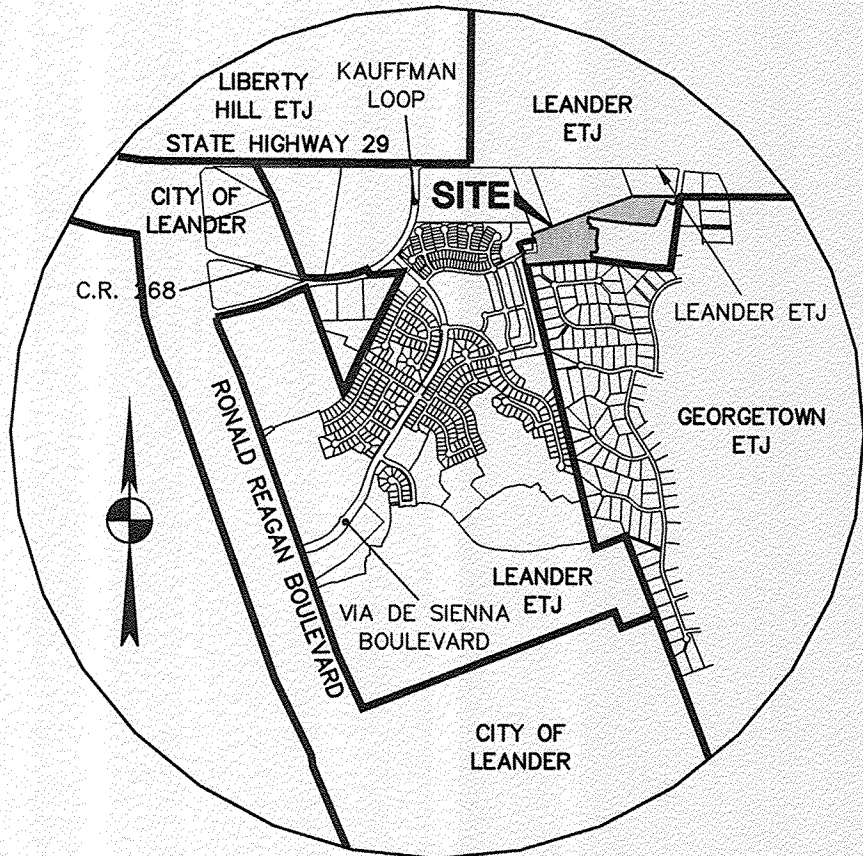 KAUFFMAN
LOOP
LIBERTY
HILL ETJ
LEANDER
ETJ
STATE HIGHWAY 29
CITY OF
LEANDER
SITE
C.R. 268
LEANDER ETJ
RONALD REAGAN BOULEVARD
GEORGETOWN
ETJ
LEANDER
ETJ
VIA DE SIENNA
BOULEVARD
CITY OF
LEANDER